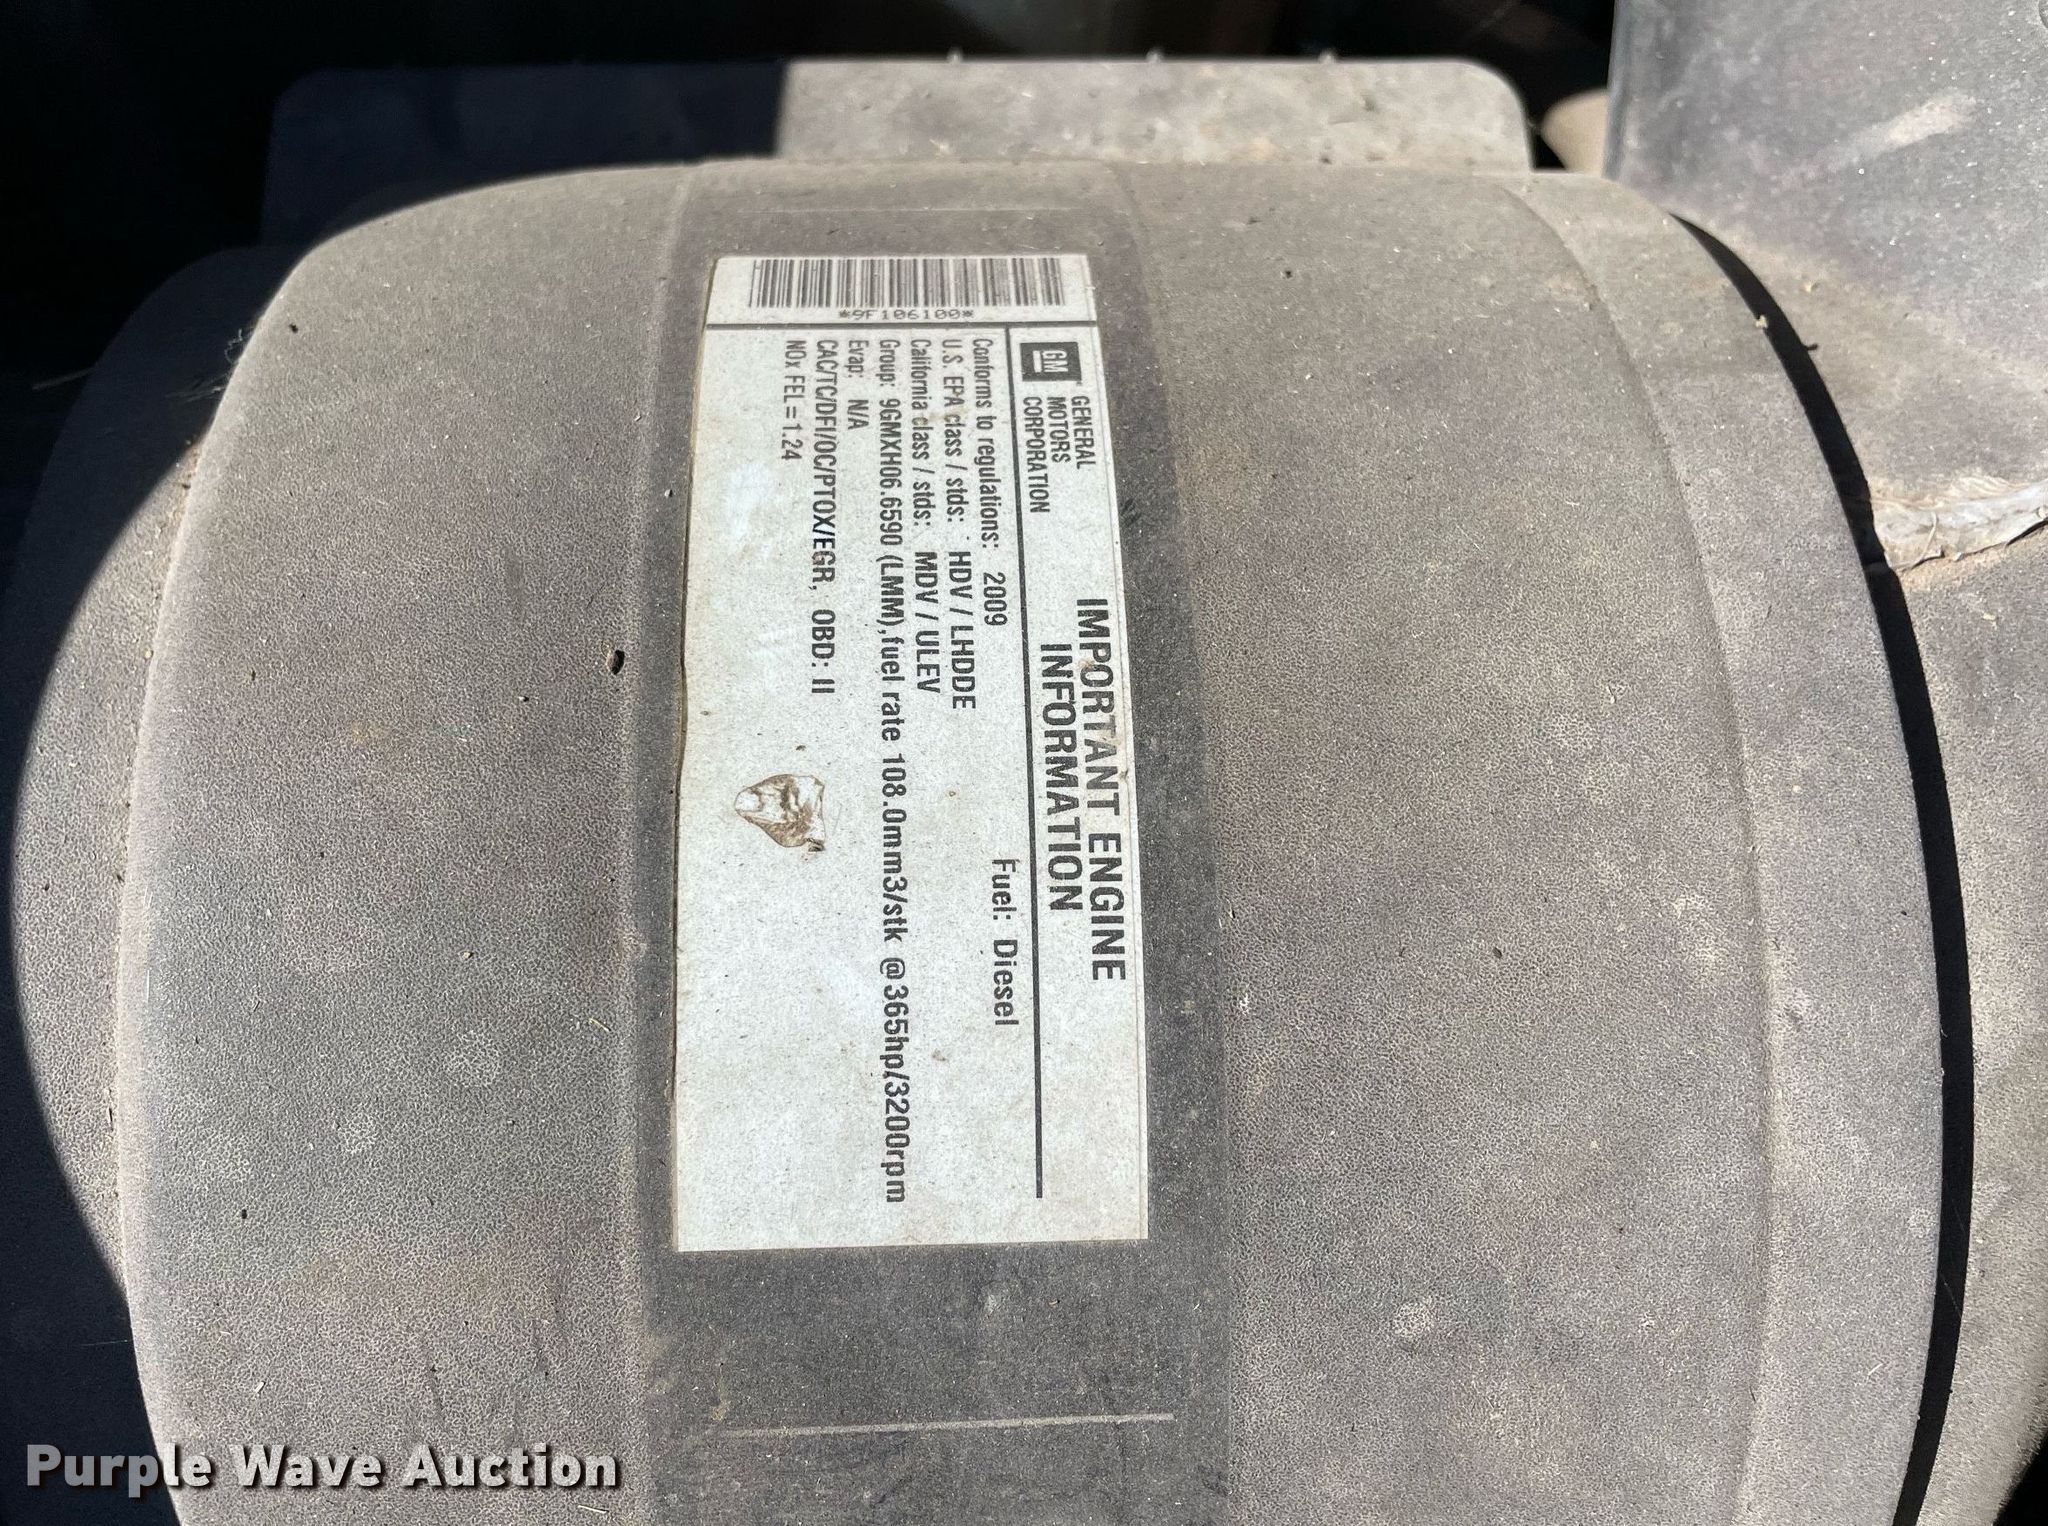 *9F106100*
GM
GENERAL
MOTORS
CORPORATION
IMPORTANT ENGINE
INFORMATION
Conforms to regulations: 2009 Fuel: Diesel
U.S. EPA class / stds: HDV / LHDDE
California class / stds: MDV / ULEV
Group: 9GMXH06.6590 (LMM),fuel rate 108.0mm3/stk @365hp/3200rpm
Evap: N/A
CAC/TC/DFI/OC/PTOX/EGR, OBD: II
NOx FEL = 1.24
Purple Wave Auction